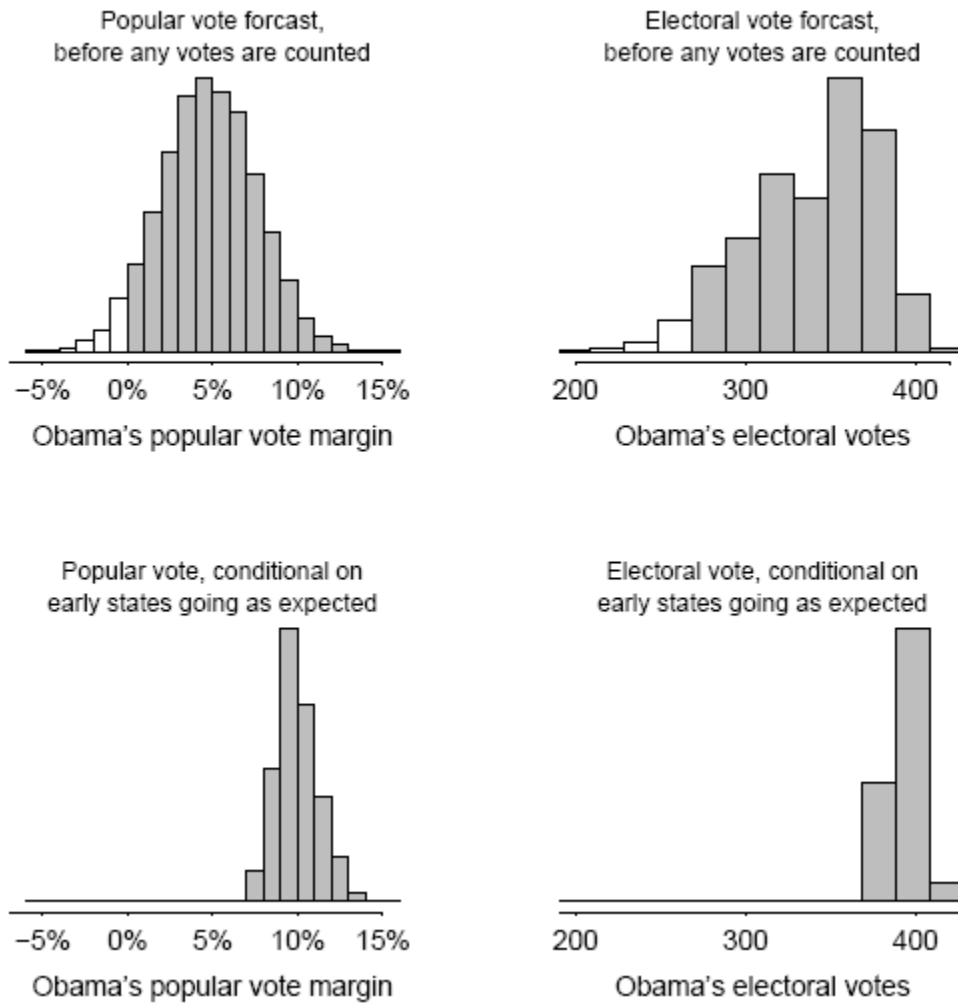 Popular vote forcast,
before any votes are counted
−5% 0% 5% 10% 15%
Obama's popular vote margin
Electoral vote forcast,
before any votes are counted
200 300 400
Obama's electoral votes
Popular vote, conditional on
early states going as expected
−5% 0% 5% 10% 15%
Obama's popular vote margin
Electoral vote, conditional on
early states going as expected
200 300 400
Obama's electoral votes